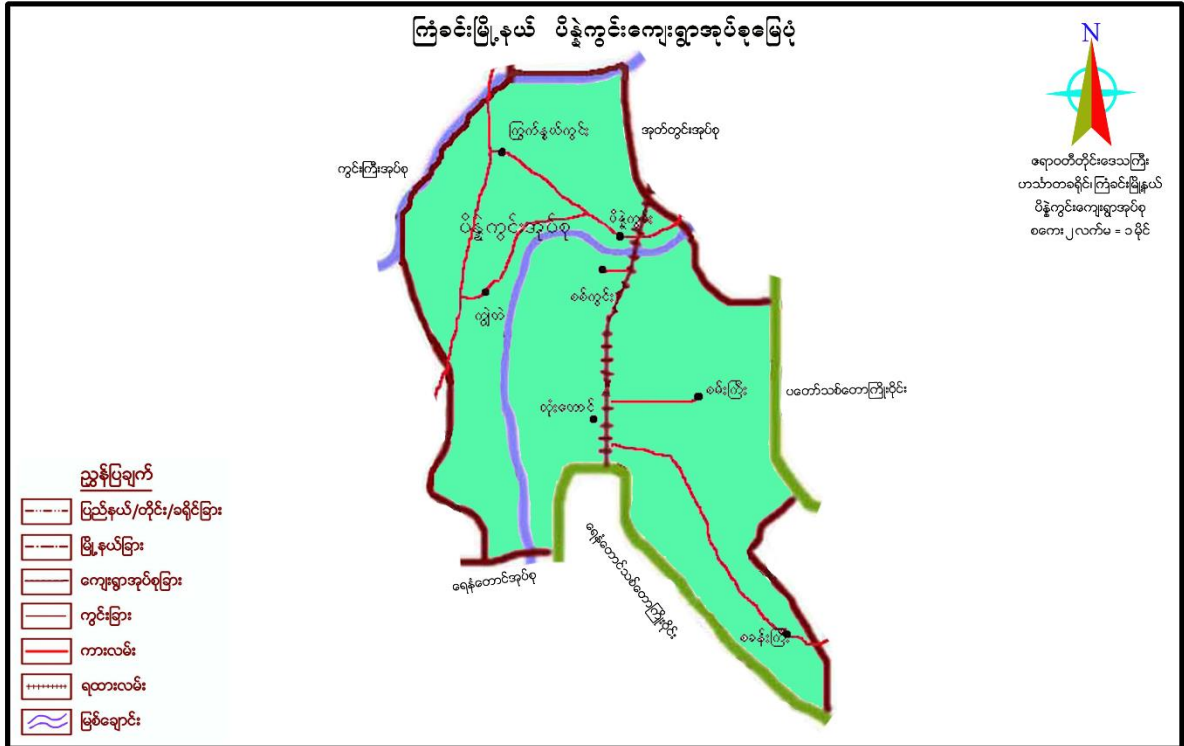 ကြံခင်းမြို့နယ် ပိန္နဲကွင်းကျေးရွာအုပ်စုမြေပုံ
N
ဧရာဝတီတိုင်းဒေသကြီး
ဟင်္သာတခရိုင်၊ ကြံခင်းမြို့နယ်
ပိန္နဲကွင်းကျေးရွာအုပ်စု
စကေး ၂ လက်မ = ၁ မိုင်
ကြွက်နွယ်ကွင်း
အုတ်တွင်းအုပ်စု
ကွင်းကြီးအုပ်စု
ပိန္နဲကွင်းအုပ်စု
ပိန္နဲကွင်း
စစ်ကွင်း
ကျွဲတဲ
စမ်းကြီး
ပတော်သစ်တောကြိုးဝိုင်း
ထုံးတောင်
ရေနံတောင်သစ်တောကြိုးဝိုင်း
ရေနံတောင်အုပ်စု
စခန်းကြီး
ညွှန်ပြချက်
ပြည်နယ်/တိုင်း/ခရိုင်ခြား
မြို့နယ်ခြား
ကျေးရွာအုပ်စုခြား
ကွင်းခြား
ကားလမ်း
ရထားလမ်း
မြစ်ချောင်း